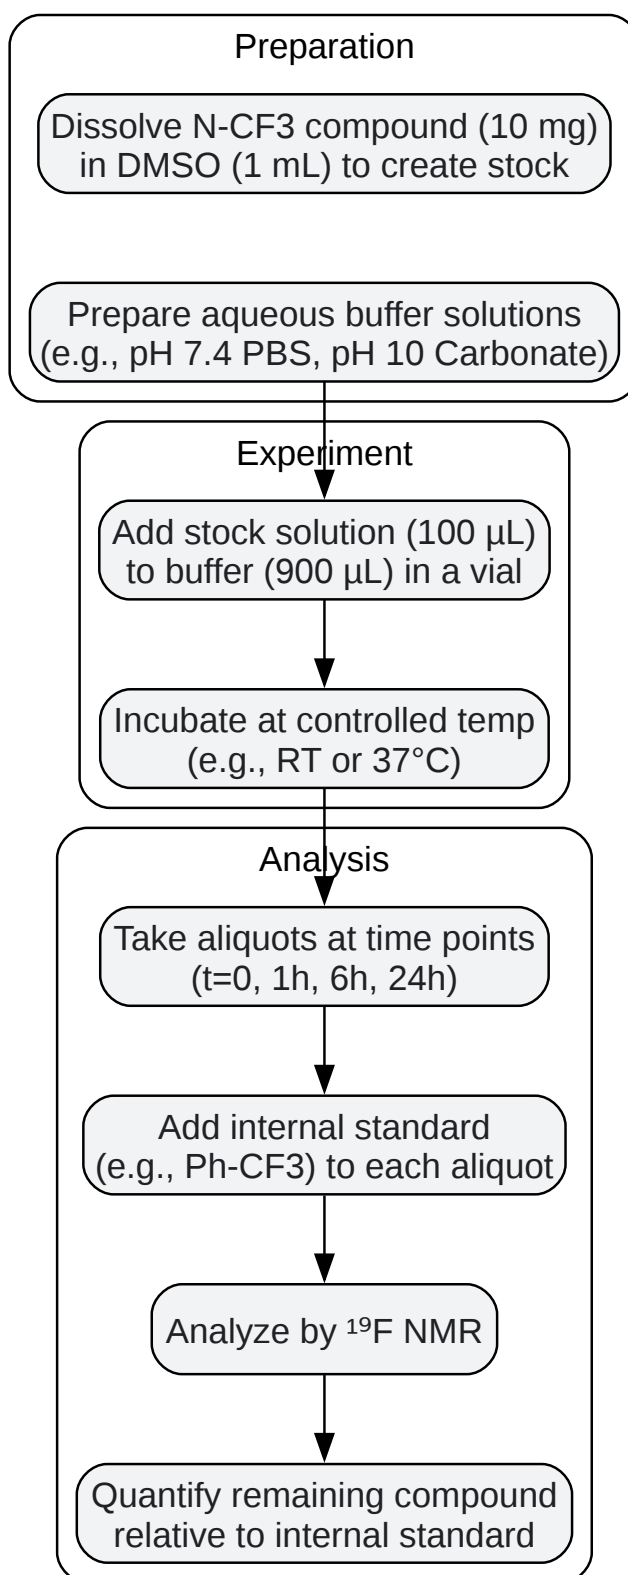 Preparation
Dissolve N-CF3 compound (10 mg)
in DMSO (1 mL) to create stock
Prepare aqueous buffer solutions
(e.g., pH 7.4 PBS, pH 10 Carbonate)
Experiment
Add stock solution (100 µL)
to buffer (900 µL) in a vial
Incubate at controlled temp
(e.g., RT or 37°C)
Analysis
Take aliquots at time points
(t=0, 1h, 6h, 24h)
Add internal standard
(e.g., Ph-CF3) to each aliquot
Analyze by ¹⁹F NMR
Quantify remaining compound
relative to internal standard